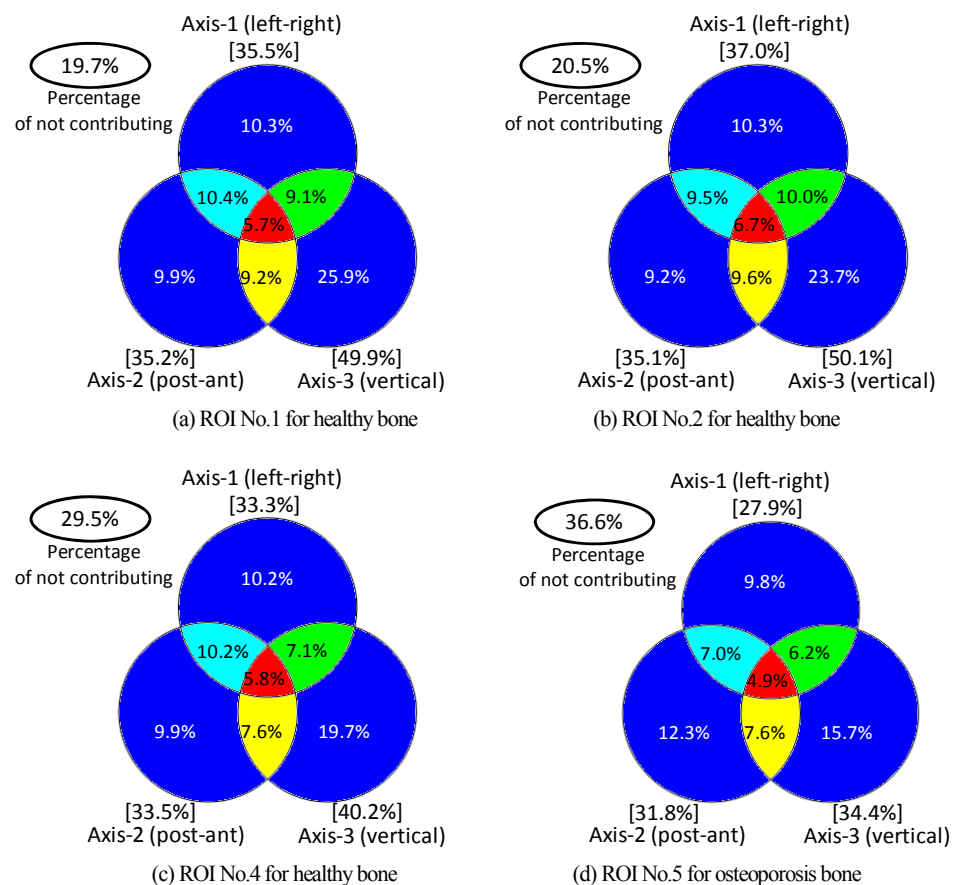 Axis-1 (left-right)
[35.5%]
19.7%
Percentage
of not contributing
10.3%
10.4%
9.1%
5.7%
9.9%
9.2%
25.9%
[35.2%]
[49.9%]
Axis-2 (post-ant)
Axis-3 (vertical)
(a) ROI No.1 for healthy bone
Axis-1 (left-right)
[37.0%]
20.5%
Percentage
of not contributing
10.3%
9.5%
10.0%
6.7%
9.2%
9.6%
23.7%
[35.1%]
[50.1%]
Axis-2 (post-ant)
Axis-3 (vertical)
(b) ROI No.2 for healthy bone
Axis-1 (left-right)
[33.3%]
29.5%
Percentage
of not contributing
10.2%
10.2%
7.1%
5.8%
9.9%
7.6%
19.7%
[33.5%]
[40.2%]
Axis-2 (post-ant)
Axis-3 (vertical)
(c) ROI No.4 for healthy bone
Axis-1 (left-right)
[27.9%]
36.6%
Percentage
of not contributing
9.8%
7.0%
6.2%
4.9%
12.3%
7.6%
15.7%
[31.8%]
[34.4%]
Axis-2 (post-ant)
Axis-3 (vertical)
(d) ROI No.5 for osteoporosis bone